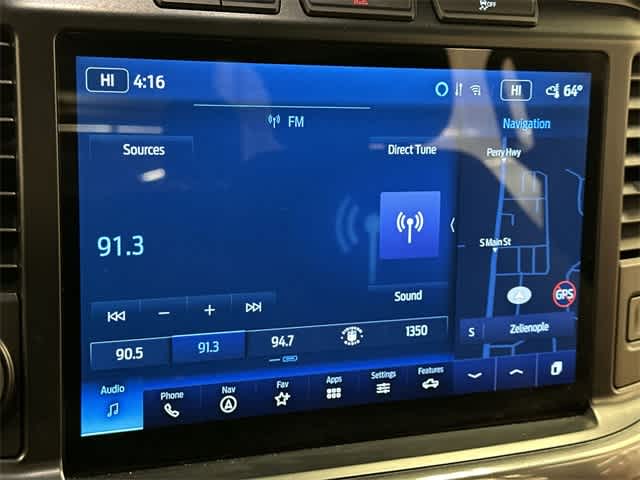 OFF
HI 4:16 HI 64°
FM
Navigation
Sources Direct Tune
Perry Hwy
91.3
S Main St
GPS
Sound
S Zelienople
90.5 91.3 94.7 1350
Audio Phone Nav Fav Apps Settings Features